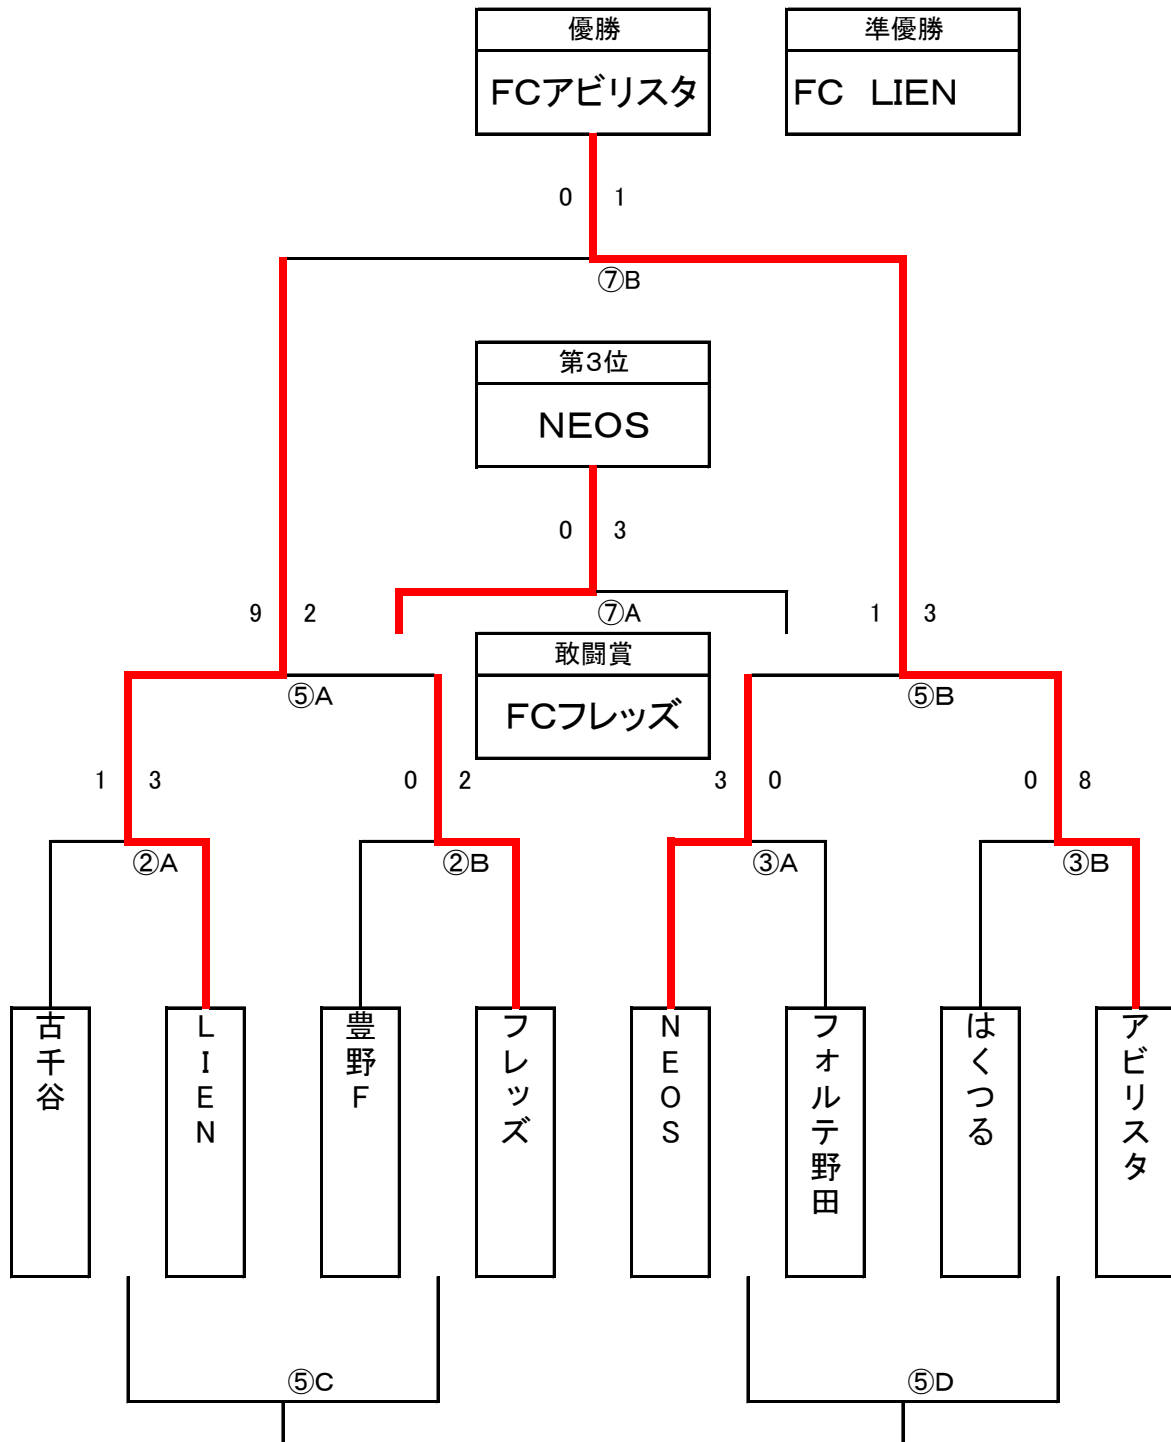 優勝
準優勝
FCアビリスタ
FC LIEN
0 1
⑦B
第3位
NEOS
0 3
9 2
⑦A
1 3
敢闘賞
FCフレッズ
⑤A
⑤B
1 3
0 2
3 0
0 8
②A
②B
③A
③B
古千谷
LIEN
豊野F
フレッズ
NEOS
フォルテ野田
はくつる
アビリスタ
⑤C
⑤D